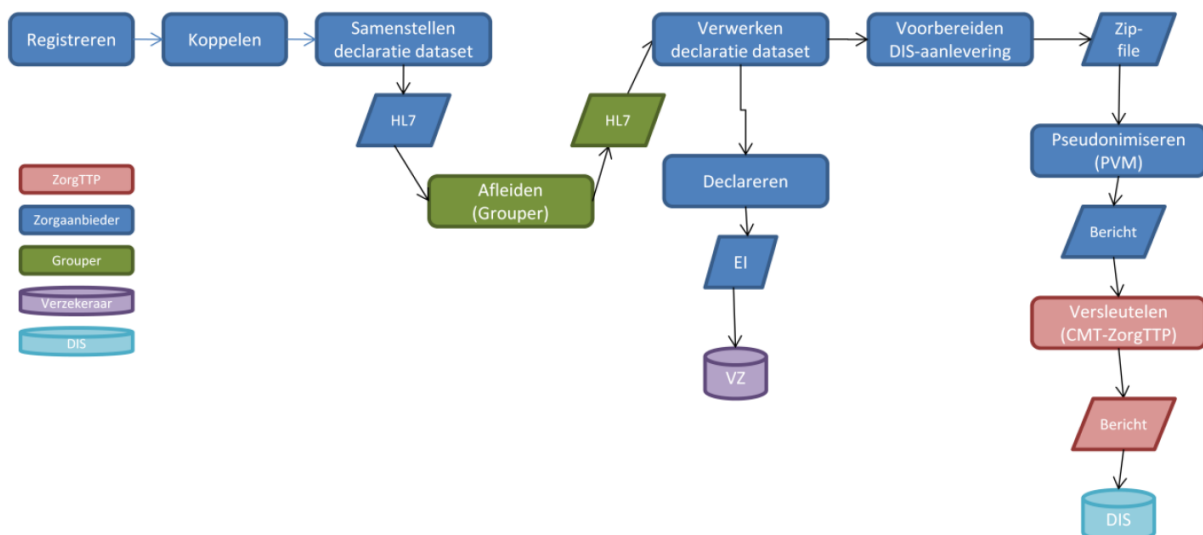 Registreren
Koppelen
Samenstellen
declaratie dataset
Verwerken
declaratie dataset
Voorbereiden
DIS-aanlevering
Zip-
file
HL7
HL7
Pseudonimiseren
(PVM)
ZorgTTP
Afleiden
(Grouper)
Declareren
Zorgaanbieder
Bericht
Grouper
EI
Verzekeraar
Versleutelen
(CMT-ZorgTTP)
DIS
VZ
Bericht
DIS